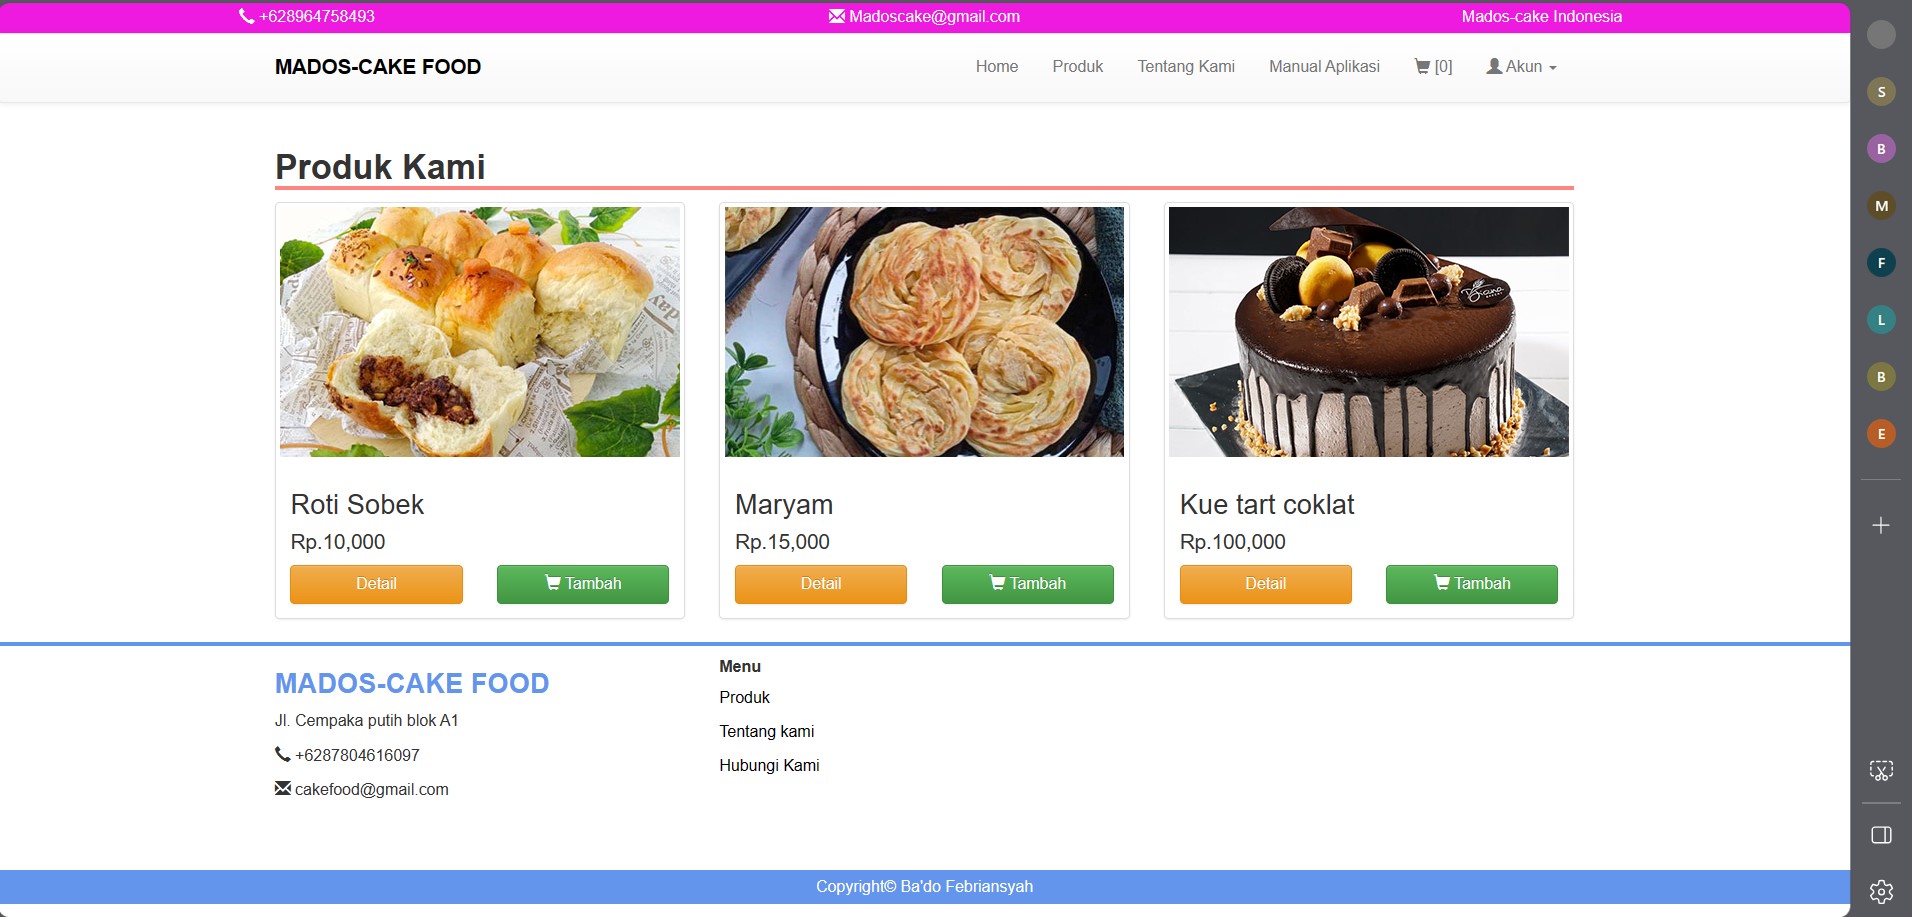 +628964758493 Madoscake@gmail.com Mados-cake Indonesia
MADOS-CAKE FOOD Home Produk Tentang Kami Manual Aplikasi [0] Akun
Produk Kami
Roti Sobek
Rp.10,000
Detail Tambah
Maryam
Rp.15,000
Detail Tambah
Kue tart coklat
Rp.100,000
Detail Tambah
MADOS-CAKE FOOD
Jl. Cempaka putih blok A1
+6287804616097
cakefood@gmail.com
Menu
Produk
Tentang kami
Hubungi Kami
Copyright© Ba'do Febriansyah
S
B
M
F
L
B
E